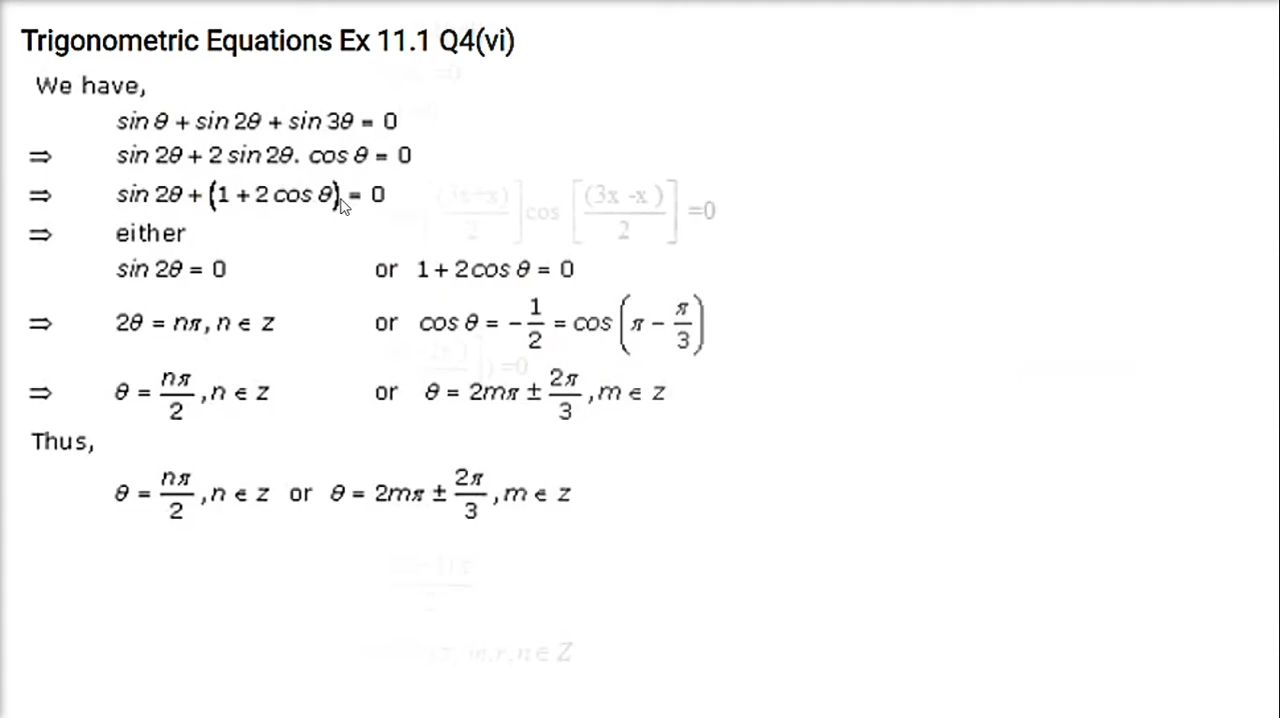 Trigonometric Equations Ex 11.1 Q4(vi)
We have,
sin θ + sin 2θ + sin 3θ = 0
⇒ sin 2θ + 2 sin 2θ. cos θ = 0
⇒ sin 2θ + (1 + 2 cos θ) = 0
⇒ either
sin 2θ = 0 or 1 + 2cos θ = 0
⇒ 2θ = nπ, n ∈ z or cos θ = -1/2 = cos (π - π/3)
⇒ θ = nπ/2, n ∈ z or θ = 2mπ ± 2π/3, m ∈ z
Thus,
θ = nπ/2, n ∈ z or θ = 2mπ ± 2π/3, m ∈ z